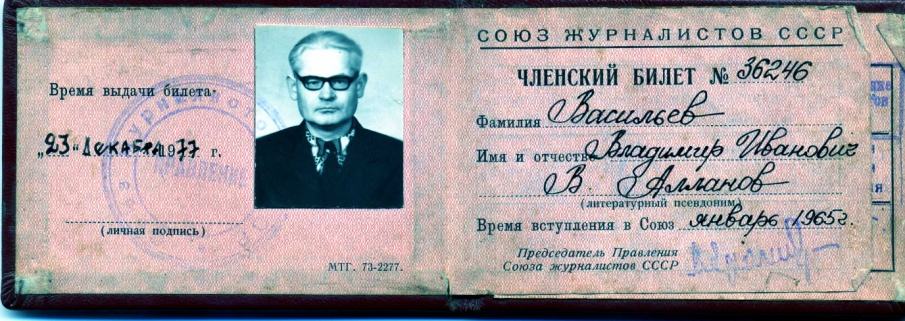 Время выдачи билета:
„23“ декабря 1977 г.
(личная подпись)
МТГ. 73-2277.
ПРАВЛЕНИЕ
СОЮЗ ЖУРНАЛИСТОВ СССР
ЧЛЕНСКИЙ БИЛЕТ № 36246
Фамилия Васильев
Имя и отчество Владимир Иванович
В. Алланов
(литературный псевдоним)
Время вступления в Союз январь 1965г.
Председатель Правления
Союза журналистов СССР